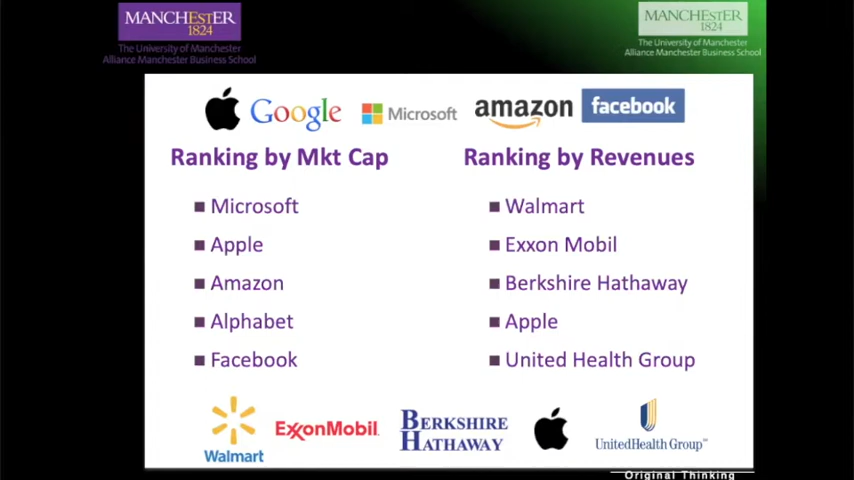 MANCHEStER
1824
The University of Manchester
Alliance Manchester Business School
MANCHEStER
1824
The University of Manchester
Alliance Manchester Business School
Google
Microsoft
amazon
facebook
Ranking by Mkt Cap
Microsoft
Apple
Amazon
Alphabet
Facebook
Ranking by Revenues
Walmart
Exxon Mobil
Berkshire Hathaway
Apple
United Health Group
Walmart
ExxonMobil
BERKSHIRE
HATHAWAY
UnitedHealth Group
Original Thinking